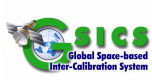 GSICS
Global Space-based
Inter-Calibration System